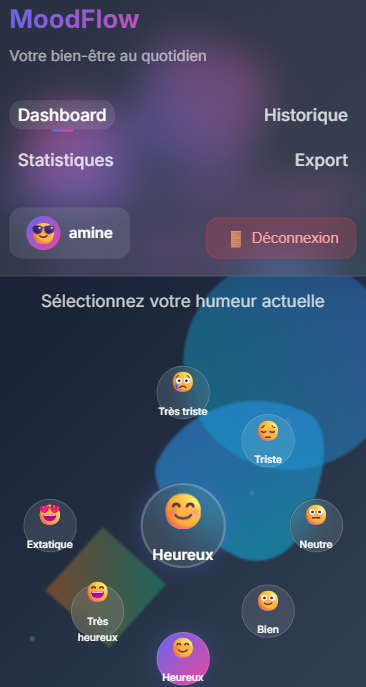 MoodFlow
Votre bien-être au quotidien
Dashboard
Historique
Statistiques
Export
amine
Déconnexion
Sélectionnez votre humeur actuelle
Très triste
Triste
Extatique
Heureux
Neutre
Très
heureux
Bien
Heureux